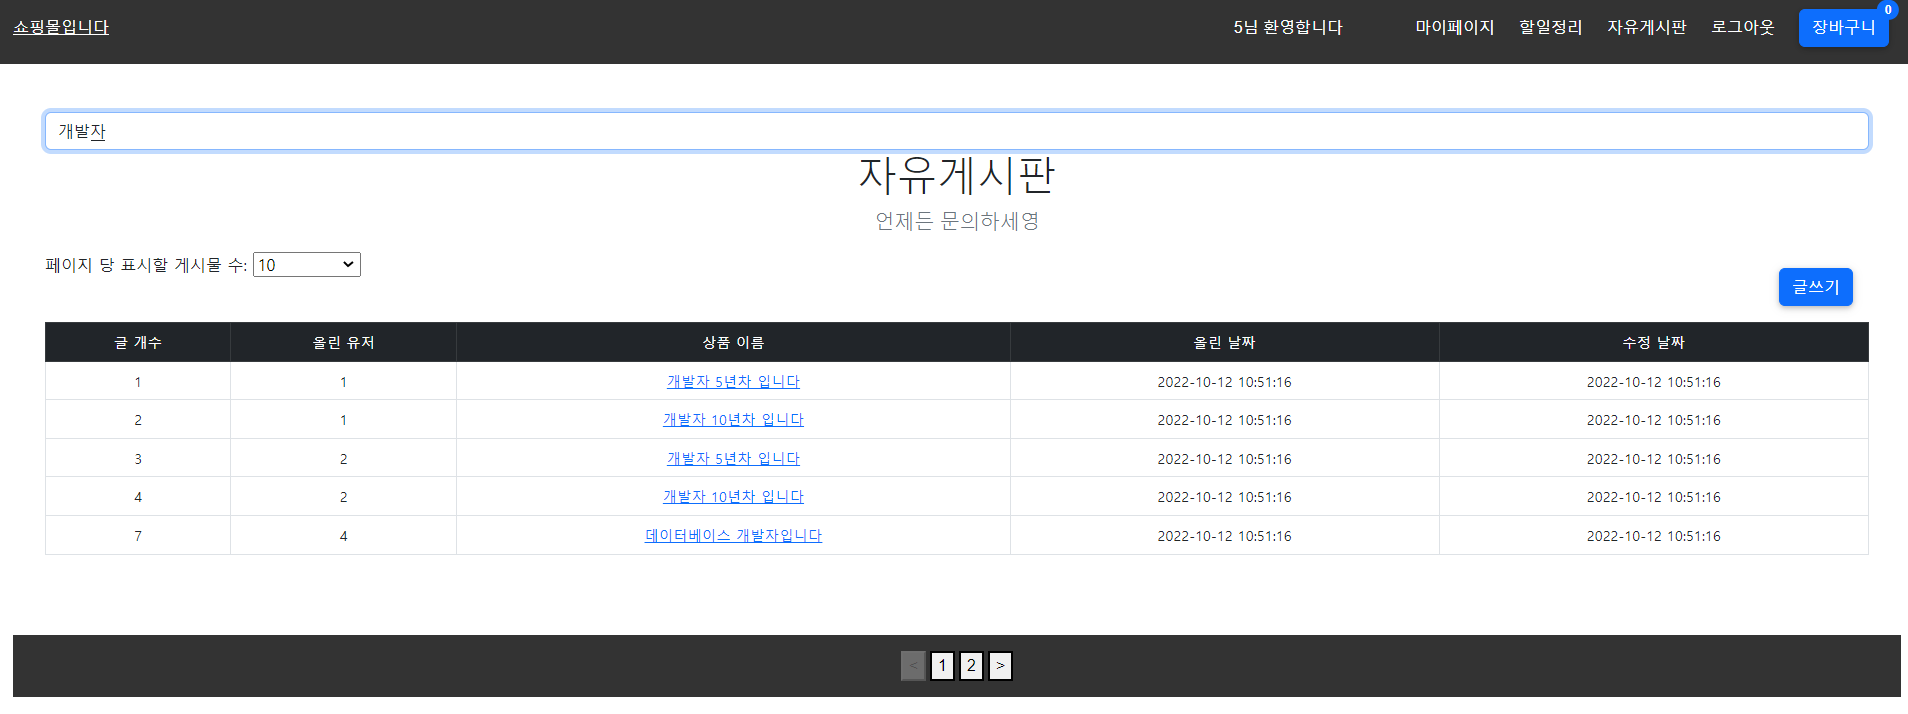 쇼핑몰입니다 5님 환영합니다 마이페이지 할일정리 자유게시판 로그아웃 장바구니 0
개발자
자유게시판
언제든 문의하세영
페이지 당 표시할 게시물 수: 10
글쓰기
글 개수 올린 유저 상품 이름 올린 날짜 수정 날짜
1 1 개발자 5년차 입니다 2022-10-12 10:51:16 2022-10-12 10:51:16
2 1 개발자 10년차 입니다 2022-10-12 10:51:16 2022-10-12 10:51:16
3 2 개발자 5년차 입니다 2022-10-12 10:51:16 2022-10-12 10:51:16
4 2 개발자 10년차 입니다 2022-10-12 10:51:16 2022-10-12 10:51:16
7 4 데이터베이스 개발자입니다 2022-10-12 10:51:16 2022-10-12 10:51:16
< 1 2 >